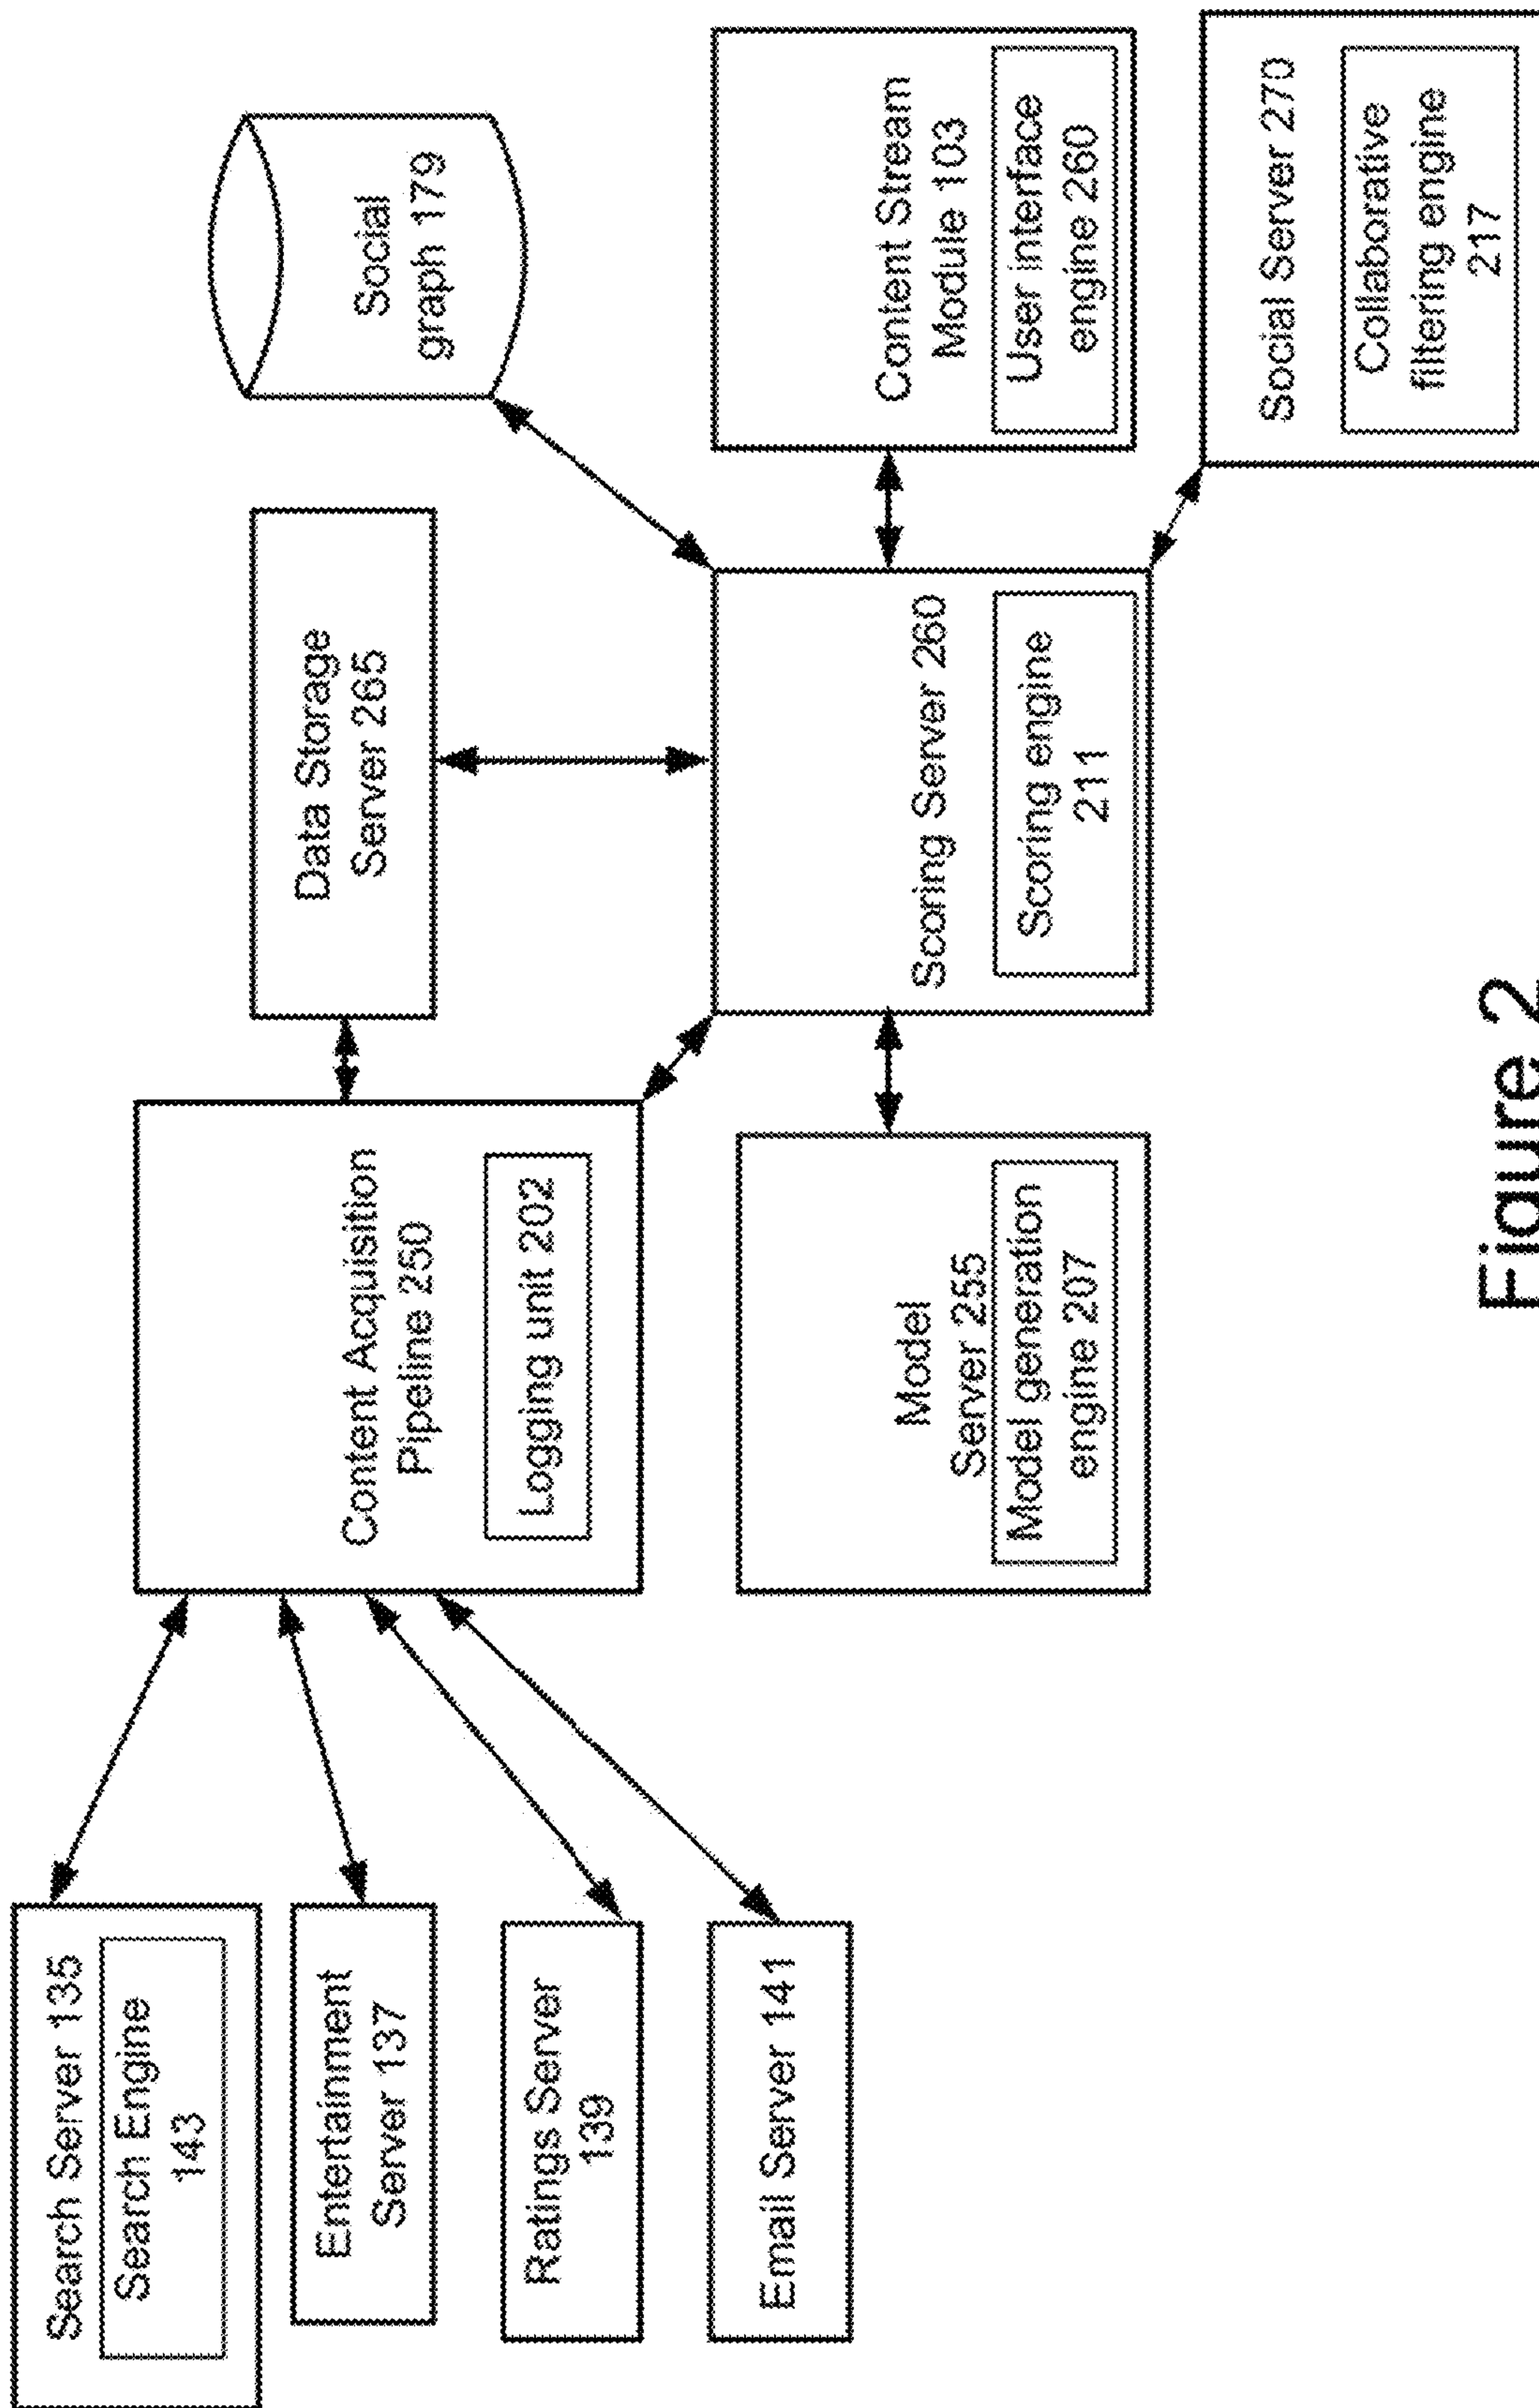 Search Server 135
Search Engine
143
Entertainment
Server 137
Ratings Server
139
Email Server 141
Content Acquisition
Pipeline 250
Logging unit 202
Model
Server 255
Model generation
engine 207
Data Storage
Server 265
Scoring Server 260
Scoring engine
211
Social
graph 179
Content Stream
Module 103
User interface
engine 260
Social Server 270
Collaborative
filtering engine
217
Figure 2